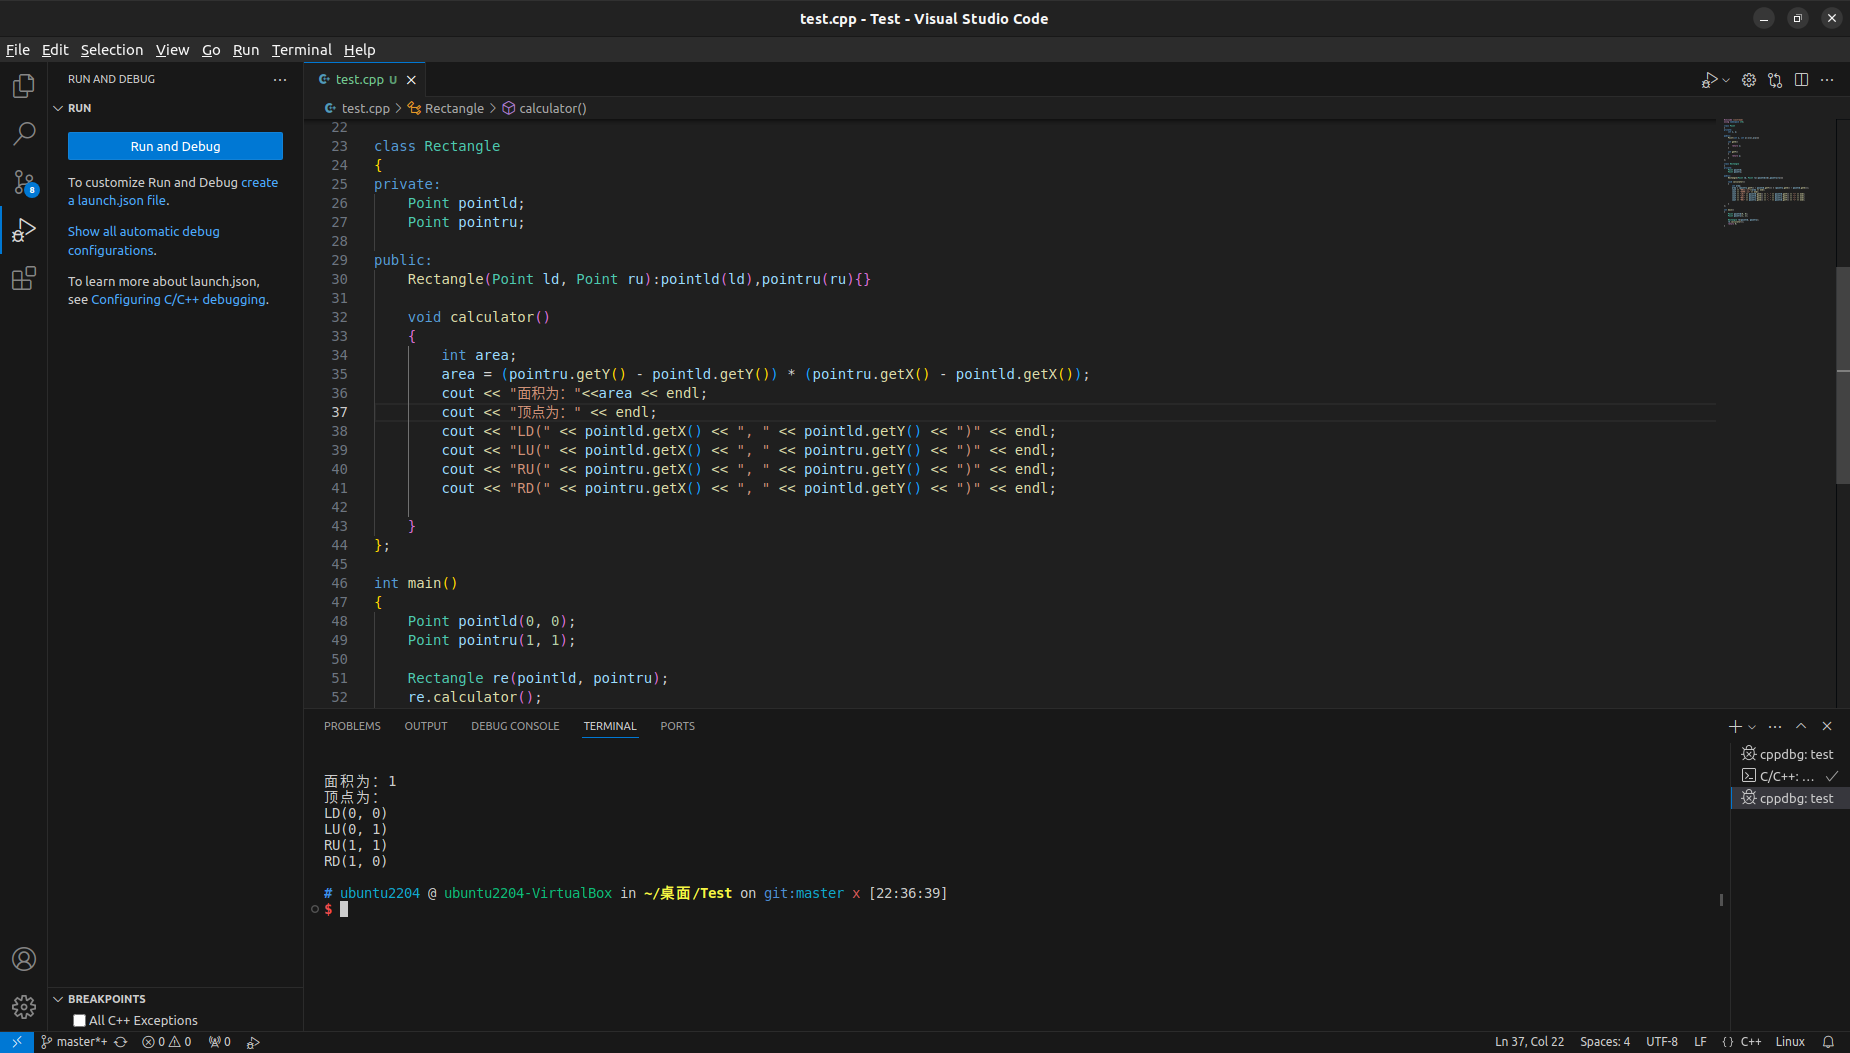 test.cpp - Test - Visual Studio Code
File Edit Selection View Go Run Terminal Help
RUN AND DEBUG
RUN
Run and Debug
To customize Run and Debug create
a launch.json file.
Show all automatic debug
configurations.
To learn more about launch.json,
see Configuring C/C++ debugging.
test.cpp U
test.cpp > Rectangle > calculator()
22
23 class Rectangle
24 {
25 private:
26     Point pointld;
27     Point pointru;
28
29 public:
30     Rectangle(Point ld, Point ru):pointld(ld),pointru(ru){}
31
32     void calculator()
33     {
34         int area;
35         area = (pointru.getY() - pointld.getY()) * (pointru.getX() - pointld.getX());
36         cout << "面积为："<<area << endl;
37         cout << "顶点为：" << endl;
38         cout << "LD(" << pointld.getX() << ", " << pointld.getY() << ")" << endl;
39         cout << "LU(" << pointld.getX() << ", " << pointru.getY() << ")" << endl;
40         cout << "RU(" << pointru.getX() << ", " << pointru.getY() << ")" << endl;
41         cout << "RD(" << pointru.getX() << ", " << pointld.getY() << ")" << endl;
42
43     }
44 };
45
46 int main()
47 {
48     Point pointld(0, 0);
49     Point pointru(1, 1);
50
51     Rectangle re(pointld, pointru);
52     re.calculator();
PROBLEMS OUTPUT DEBUG CONSOLE TERMINAL PORTS
面积为：1
顶点为：
LD(0, 0)
LU(0, 1)
RU(1, 1)
RD(1, 0)
# ubuntu2204 @ ubuntu2204-VirtualBox in ~/桌面/Test on git:master x [22:36:39]
$
cppdbg: test
C/C++: ...
cppdbg: test
8
BREAKPOINTS
All C++ Exceptions
master*+ 0 0 0 Ln 37, Col 22 Spaces: 4 UTF-8 LF {} C++ Linux